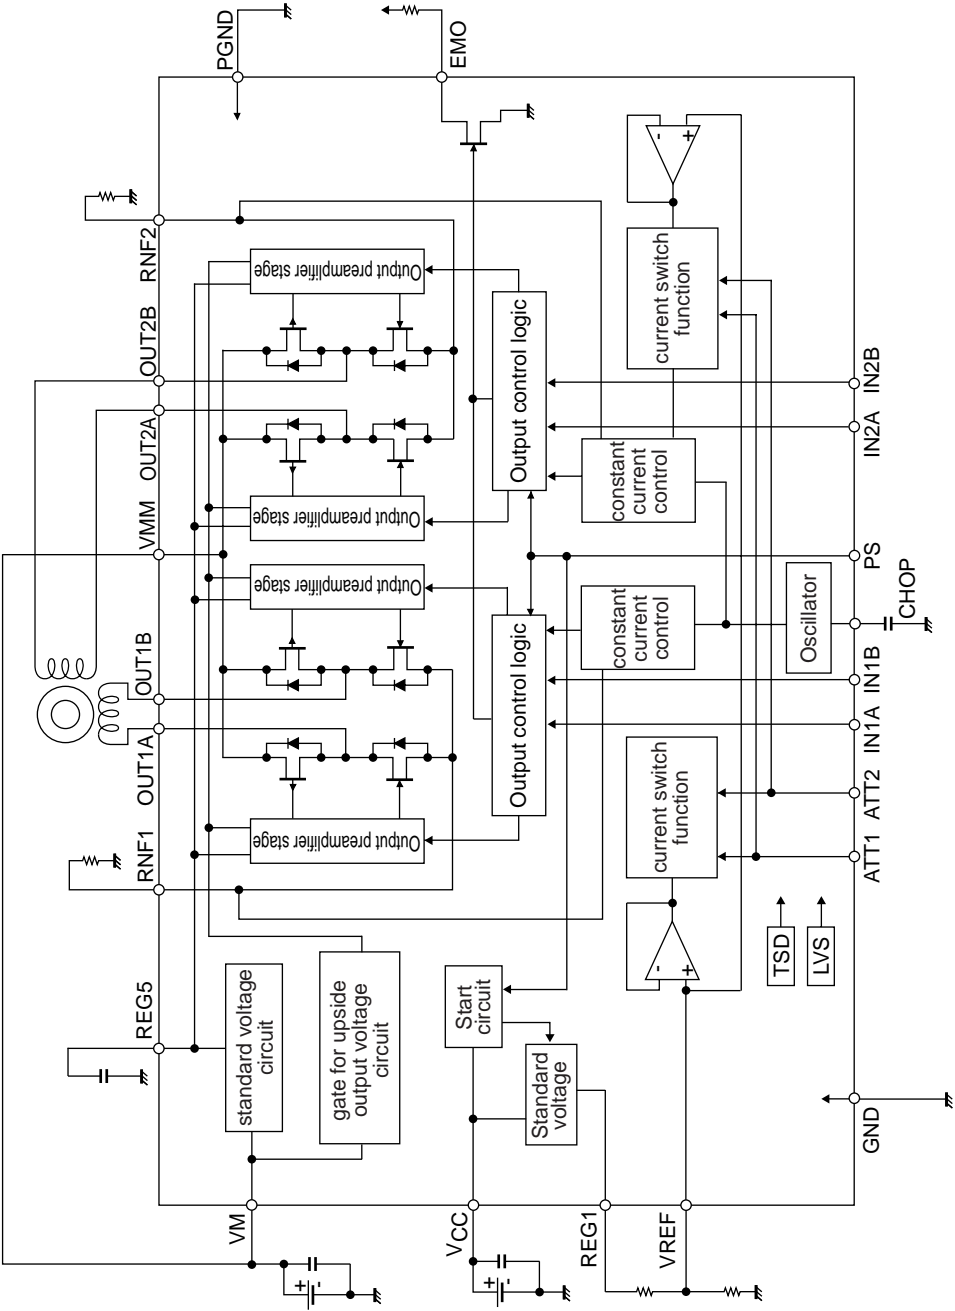 REG5
RNF1
OUT1A
OUT1B
VMM
OUT2A
OUT2B
RNF2
VM
+
-
PGND
standard voltage
circuit
gate for upside
output voltage
circuit
Output preamplifier stage
Output preamplifier stage
Output preamplifier stage
Output preamplifier stage
VCC
+
-
EMO
Start
circuit
Standard
voltage
Output control logic
Output control logic
REG1
constant
current
control
constant
current
control
VREF
-
+
current switch
function
current switch
function
-
+
TSD
LVS
Oscillator
GND
ATT1
ATT2
IN1A
IN1B
CHOP
PS
IN2A
IN2B